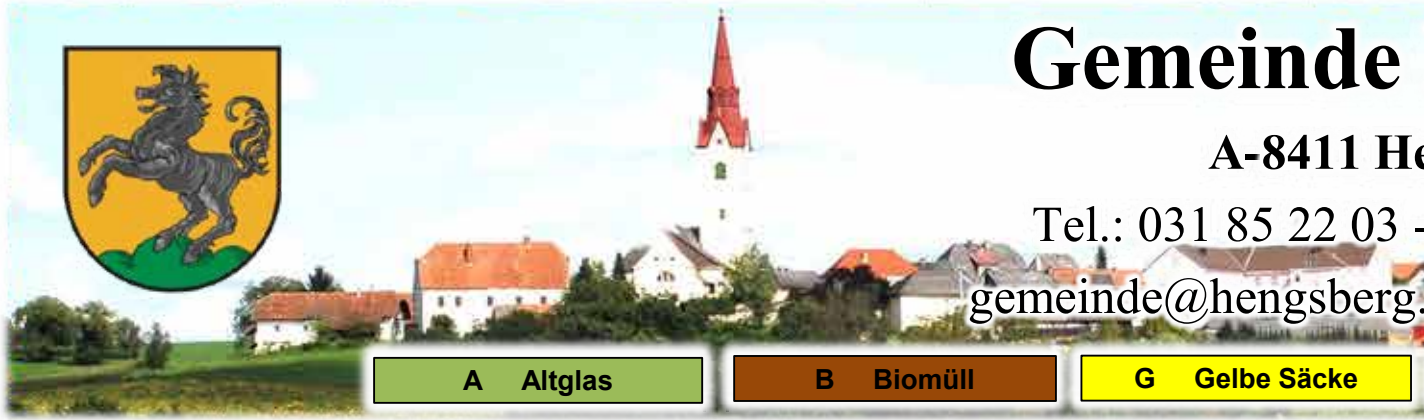 Gemeinde
A-8411 He
Tel.: 031 85 22 03 -
gemeinde@hengsberg.
A Altglas B Biomüll G Gelbe Säcke